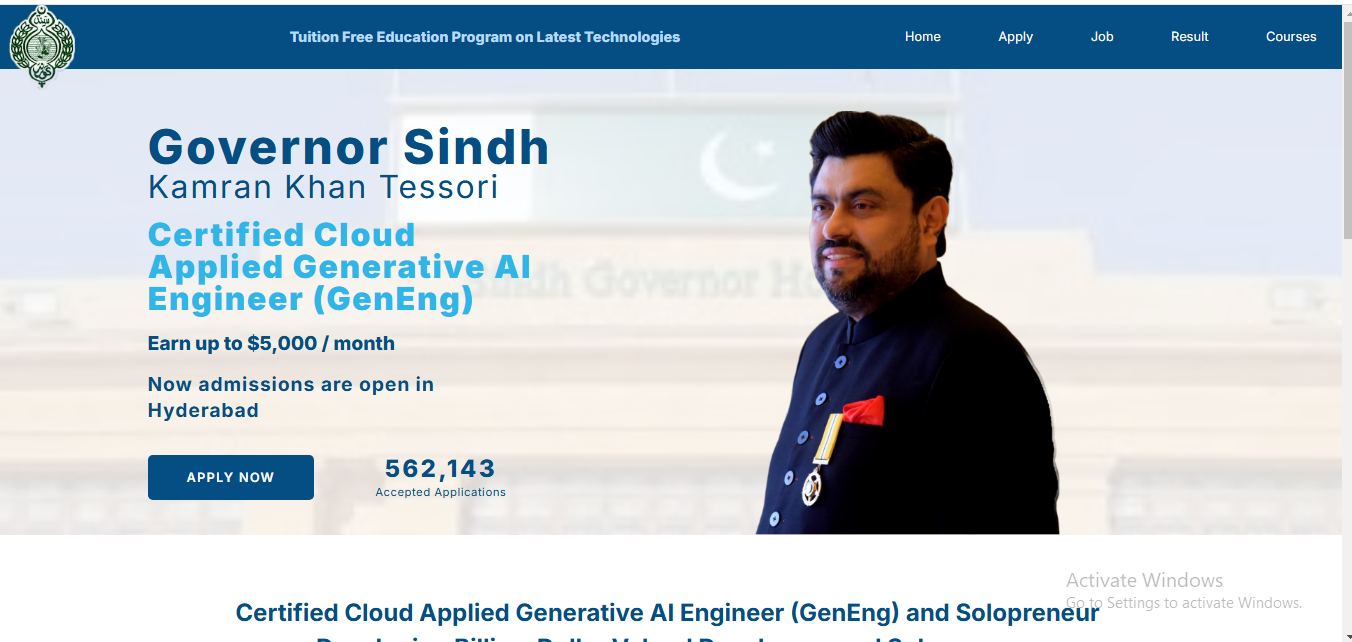 Tuition Free Education Program on Latest Technologies
Home
Apply
Job
Result
Courses
Governor Sindh
Kamran Khan Tessori
Certified Cloud
Applied Generative AI
Engineer (GenEng)
Sindh Governor Ho
Earn up to $5,000 / month
Now admissions are open in
Hyderabad
APPLY NOW
562,143
Accepted Applications
Activate Windows
Go to Settings to activate Windows.
Certified Cloud Applied Generative AI Engineer (GenEng) and Solopreneur